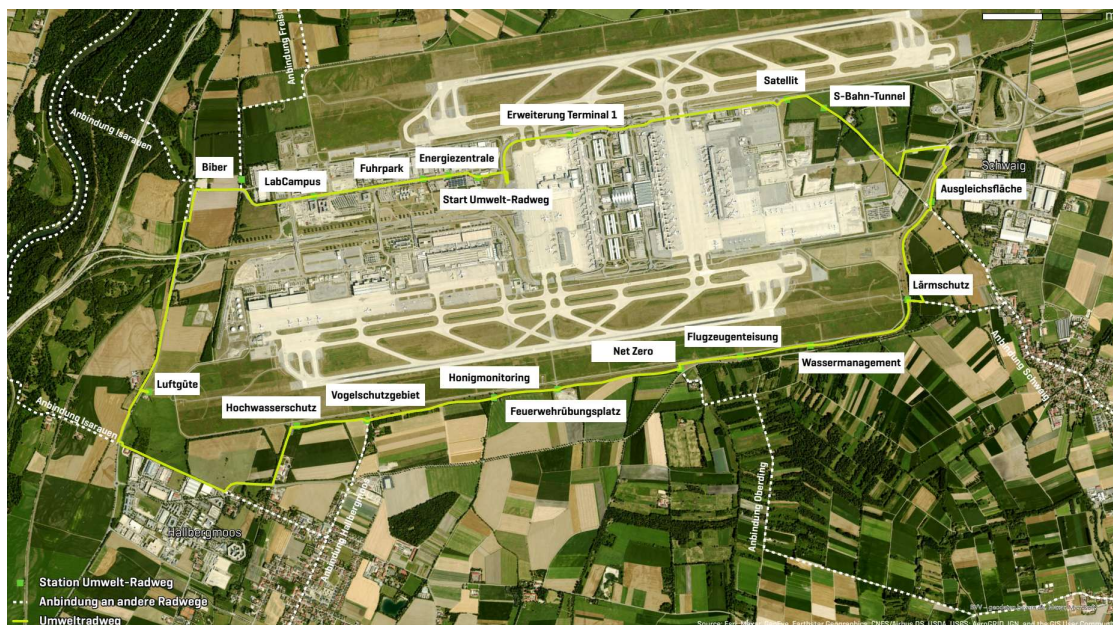 Satellit
S-Bahn-Tunnel
Erweiterung Terminal 1
Anbindung Isarauen
Energiezentrale
Fuhrpark
Biber
LabCampus
Start Umwelt-Radweg
Schwaig
Ausgleichsfläche
Lärmschutz
Anbindung Schwaig
Flugzeugenteisung
Net Zero
Wassermanagement
Luftgüte
Honigmonitoring
Vogelschutzgebiet
Hochwasserschutz
Feuerwehrübungsplatz
Anbindung Isarauen
Anbindung Oberding
Anbindung Hallbergmoos
Hallbergmoos
Station Umwelt-Radweg
Anbindung an andere Radwege
Umweltradweg